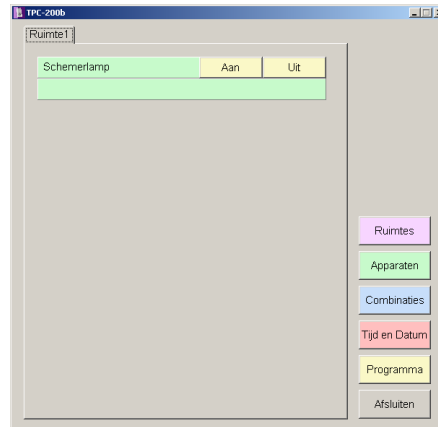 TPC-200b
Ruimte1
Schemerlamp Aan Uit
Ruimtes
Apparaten
Combinaties
Tijd en Datum
Programma
Afsluiten